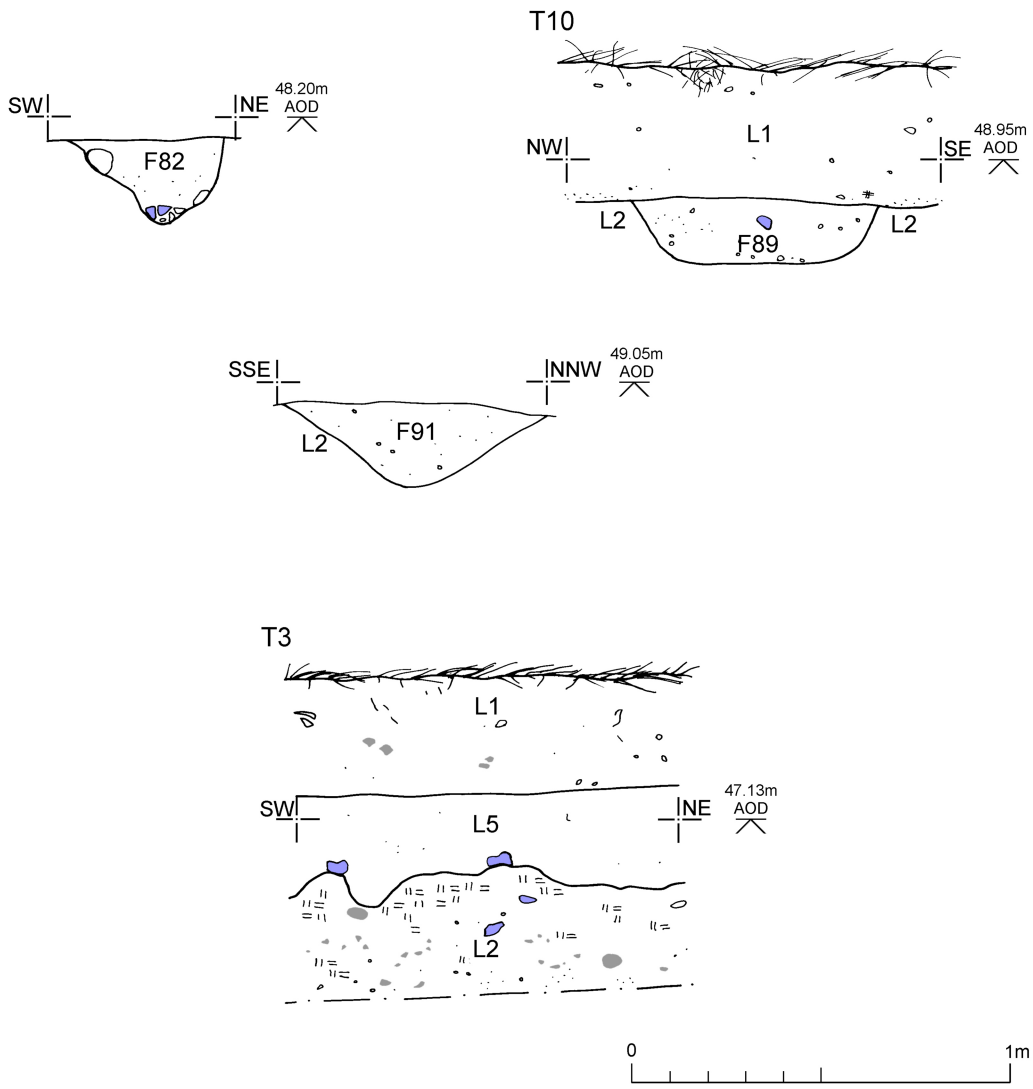 T10
48.20m
AOD
SW
NE
F82
L1
48.95m
AOD
NW
SE
L2
L2
F89
49.05m
AOD
SSE
NNW
L2
F91
T3
L1
47.13m
AOD
SW
NE
L5
L2
0
1m